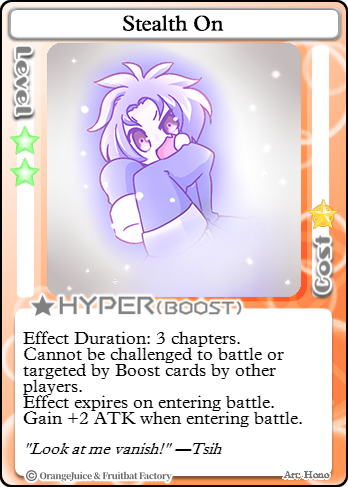 Stealth On
Level
Cost
HYPER(BOOST)
Effect Duration: 3 chapters.
Cannot be challenged to battle or
targeted by Boost cards by other
players.
Effect expires on entering battle.
Gain +2 ATK when entering battle.
"Look at me vanish!" —Tsih
© OrangeJuice & Fruitbat Factory
Art: Hono